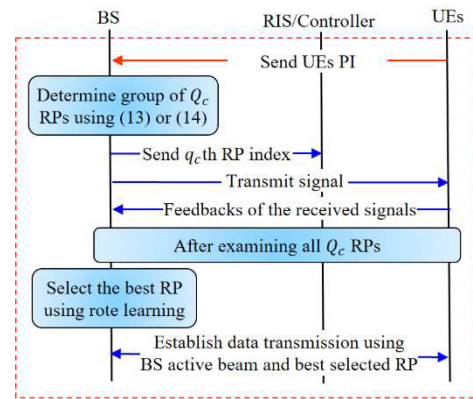 BS RIS/Controller UEs
Send UEs PI
Determine group of Q_c
RPs using (13) or (14)
Send q_cth RP index
Transmit signal
Feedbacks of the received signals
After examining all Q_c RPs
Select the best RP
using rote learning
Establish data transmission using
BS active beam and best selected RP